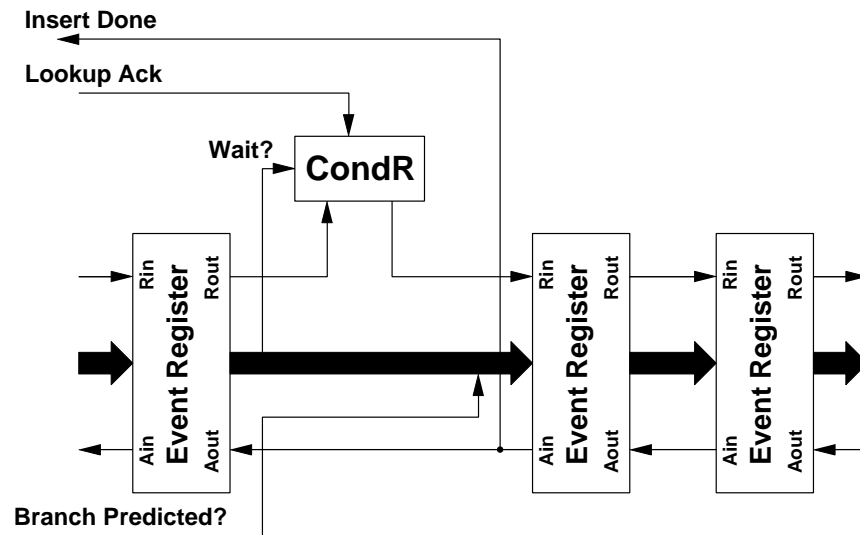 Insert Done
Lookup Ack
Wait?
CondR
Rin
Rout
Event Register
Ain
Aout
Rin
Rout
Event Register
Ain
Aout
Rin
Rout
Event Register
Ain
Aout
Branch Predicted?